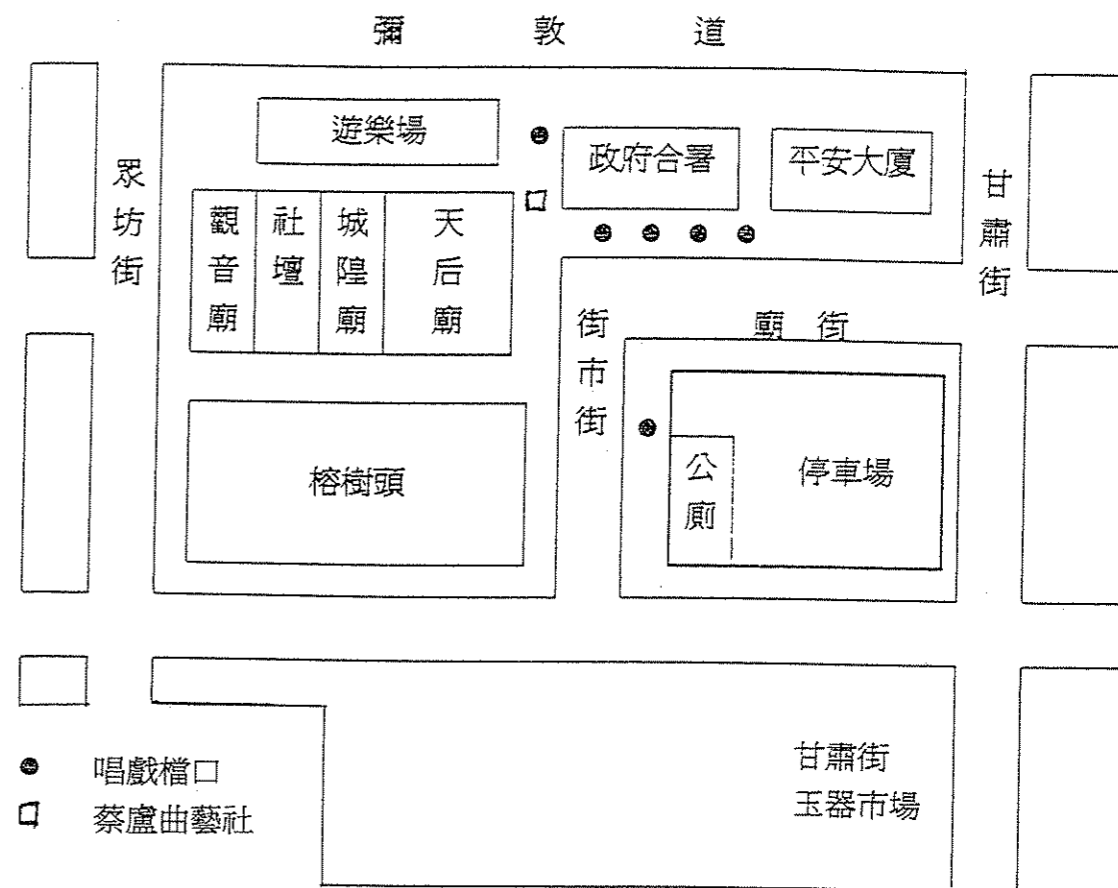 彌敦道
遊樂場
政府合署
平安大廈
眾坊街
甘肅街
觀音廟
社壇
城隍廟
天后廟
街市街
廟街
榕樹頭
公廁
停車場
唱戲檔口
蔡廬曲藝社
甘肅街
玉器市場